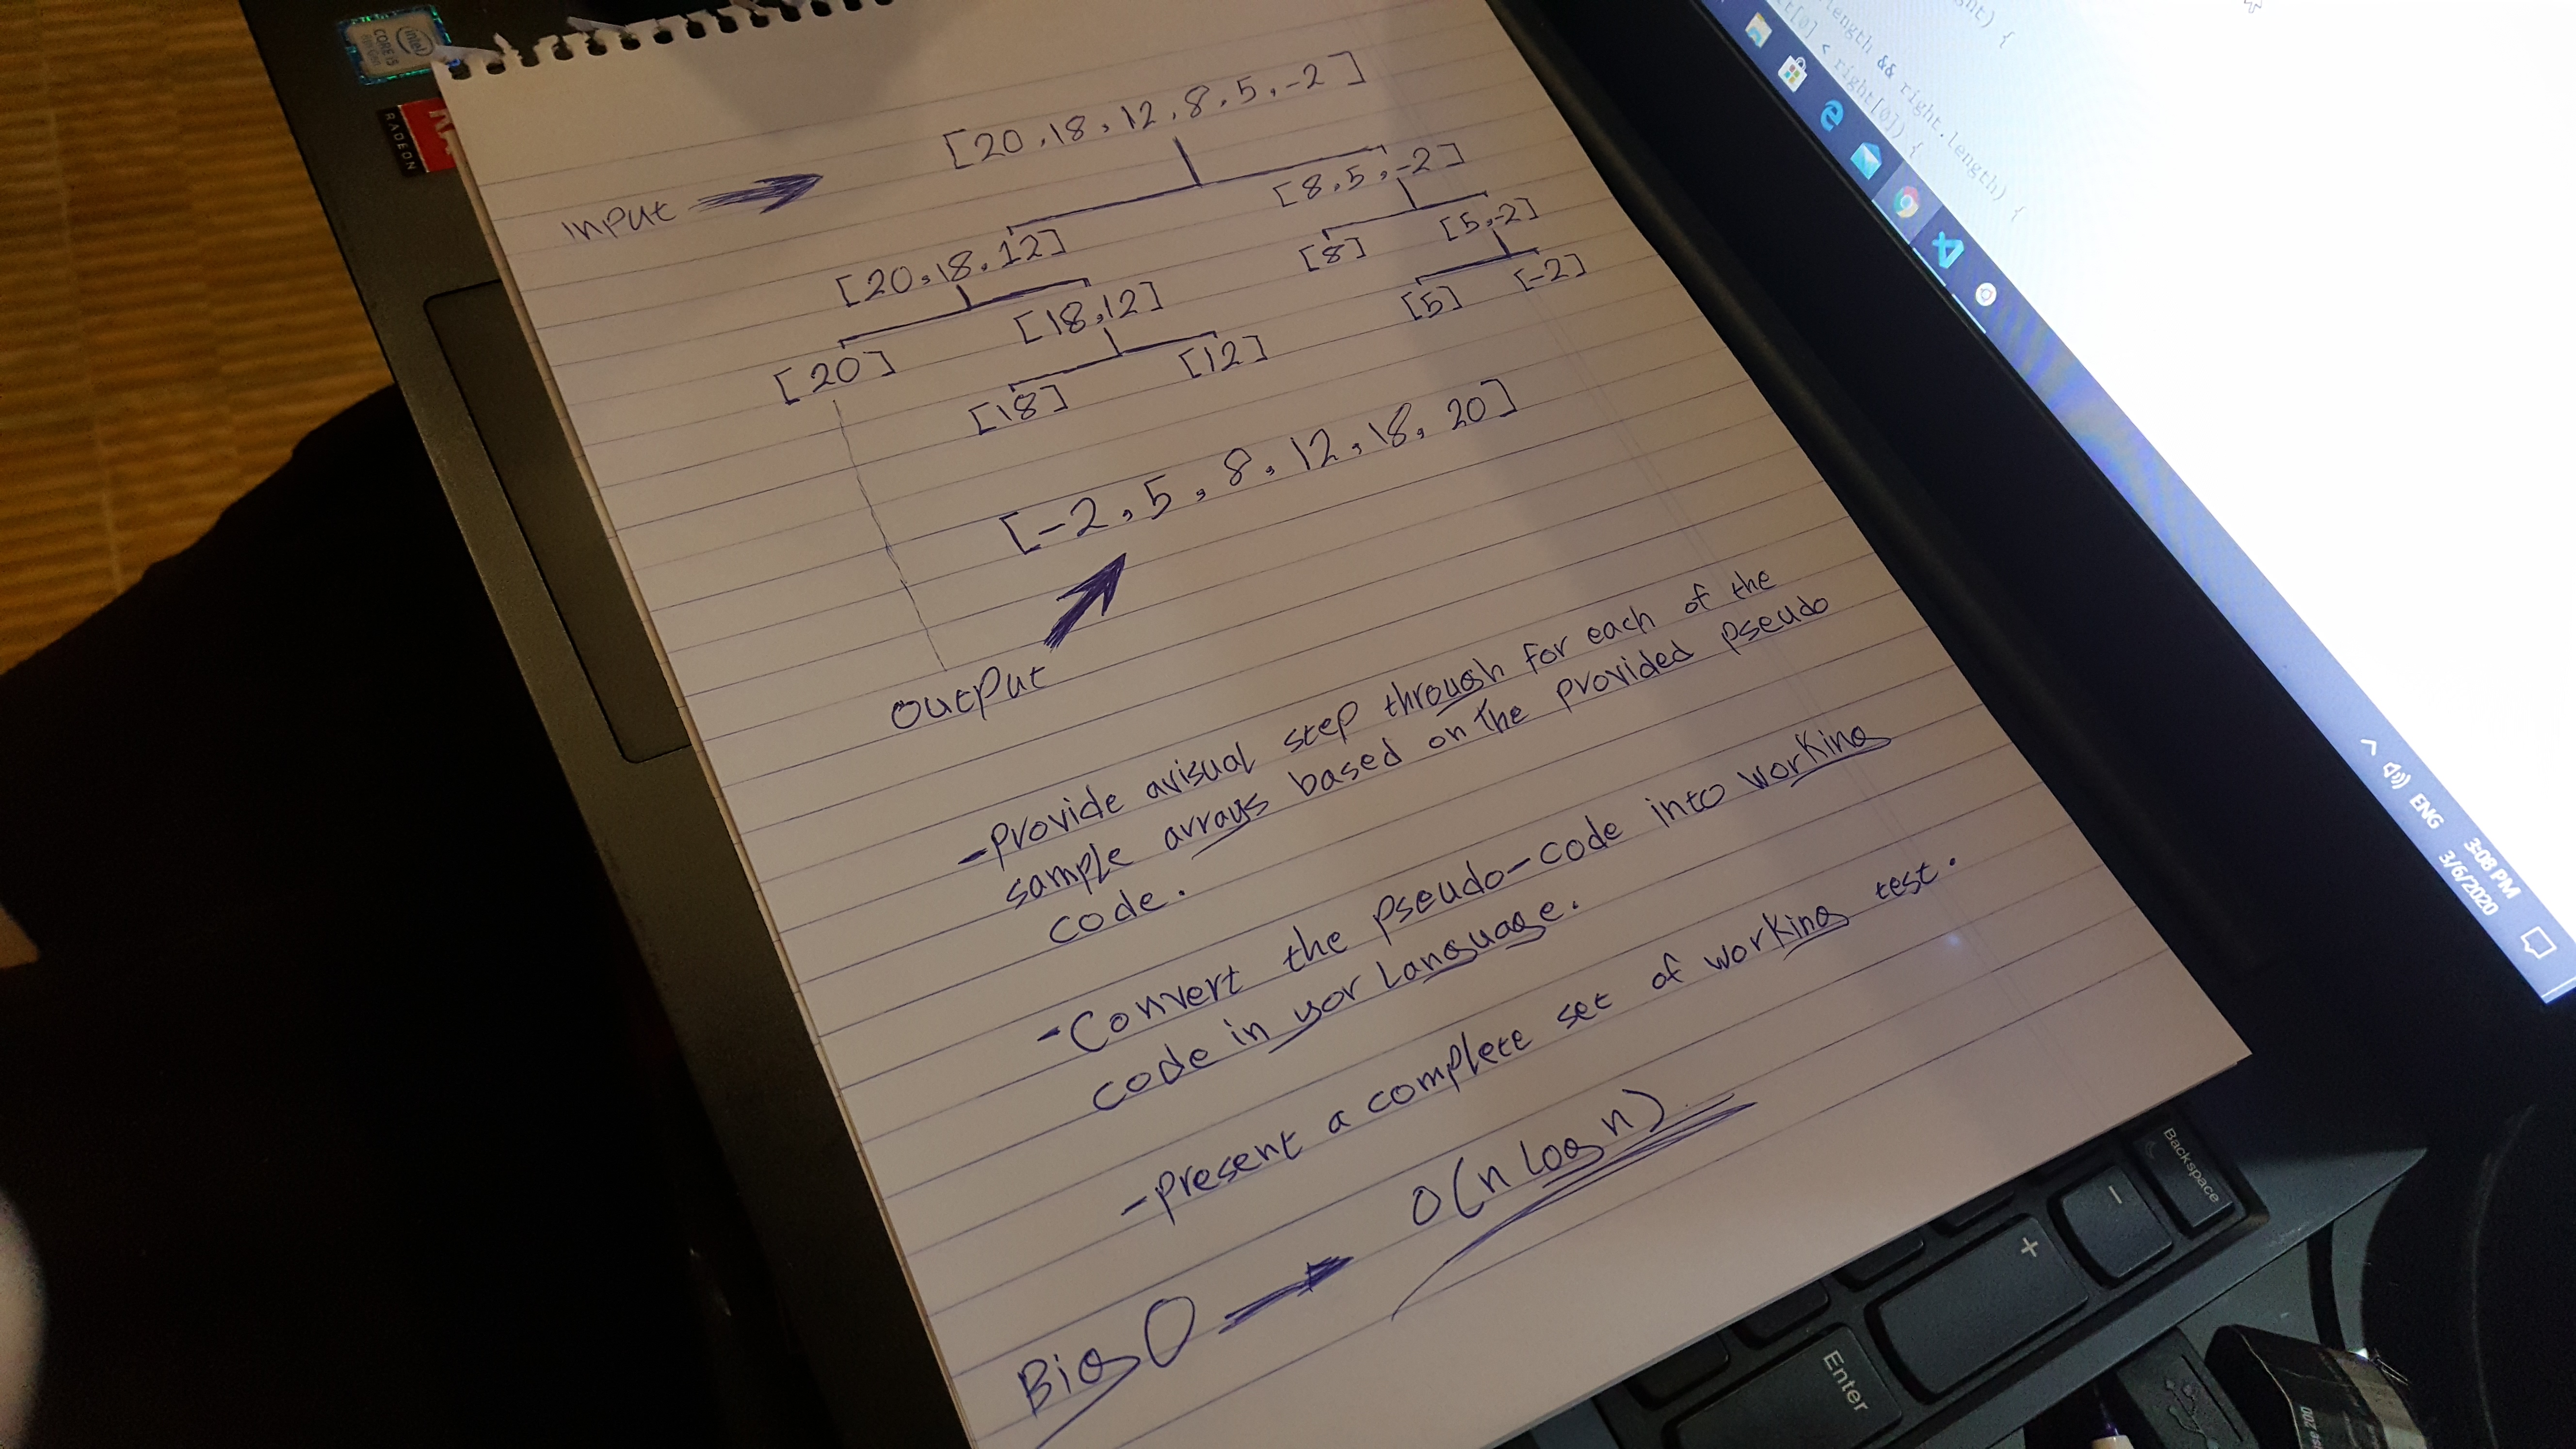 intel
CORE i5
8th GEN
RADEON
INPUT
[20,18,12,8,5,-2]
[20,18,12]
[8,5,-2]
[20]
[18,12]
[8]
[5,-2]
[18]
[12]
[5]
[-2]
[-2,5,8,12,18,20]
OUTPUT
-Provide a visual step through for each of the
sample arrays based on The provided pseudo
code.
-Convert the pseudo-code into working
code in yor Language.
-Present a complete set of working test.
Big O
O(n Log n)
length && right.length) {
right[0]) {
ENG
3:08 PM
3/6/2020
Backspace
-
+
Enter